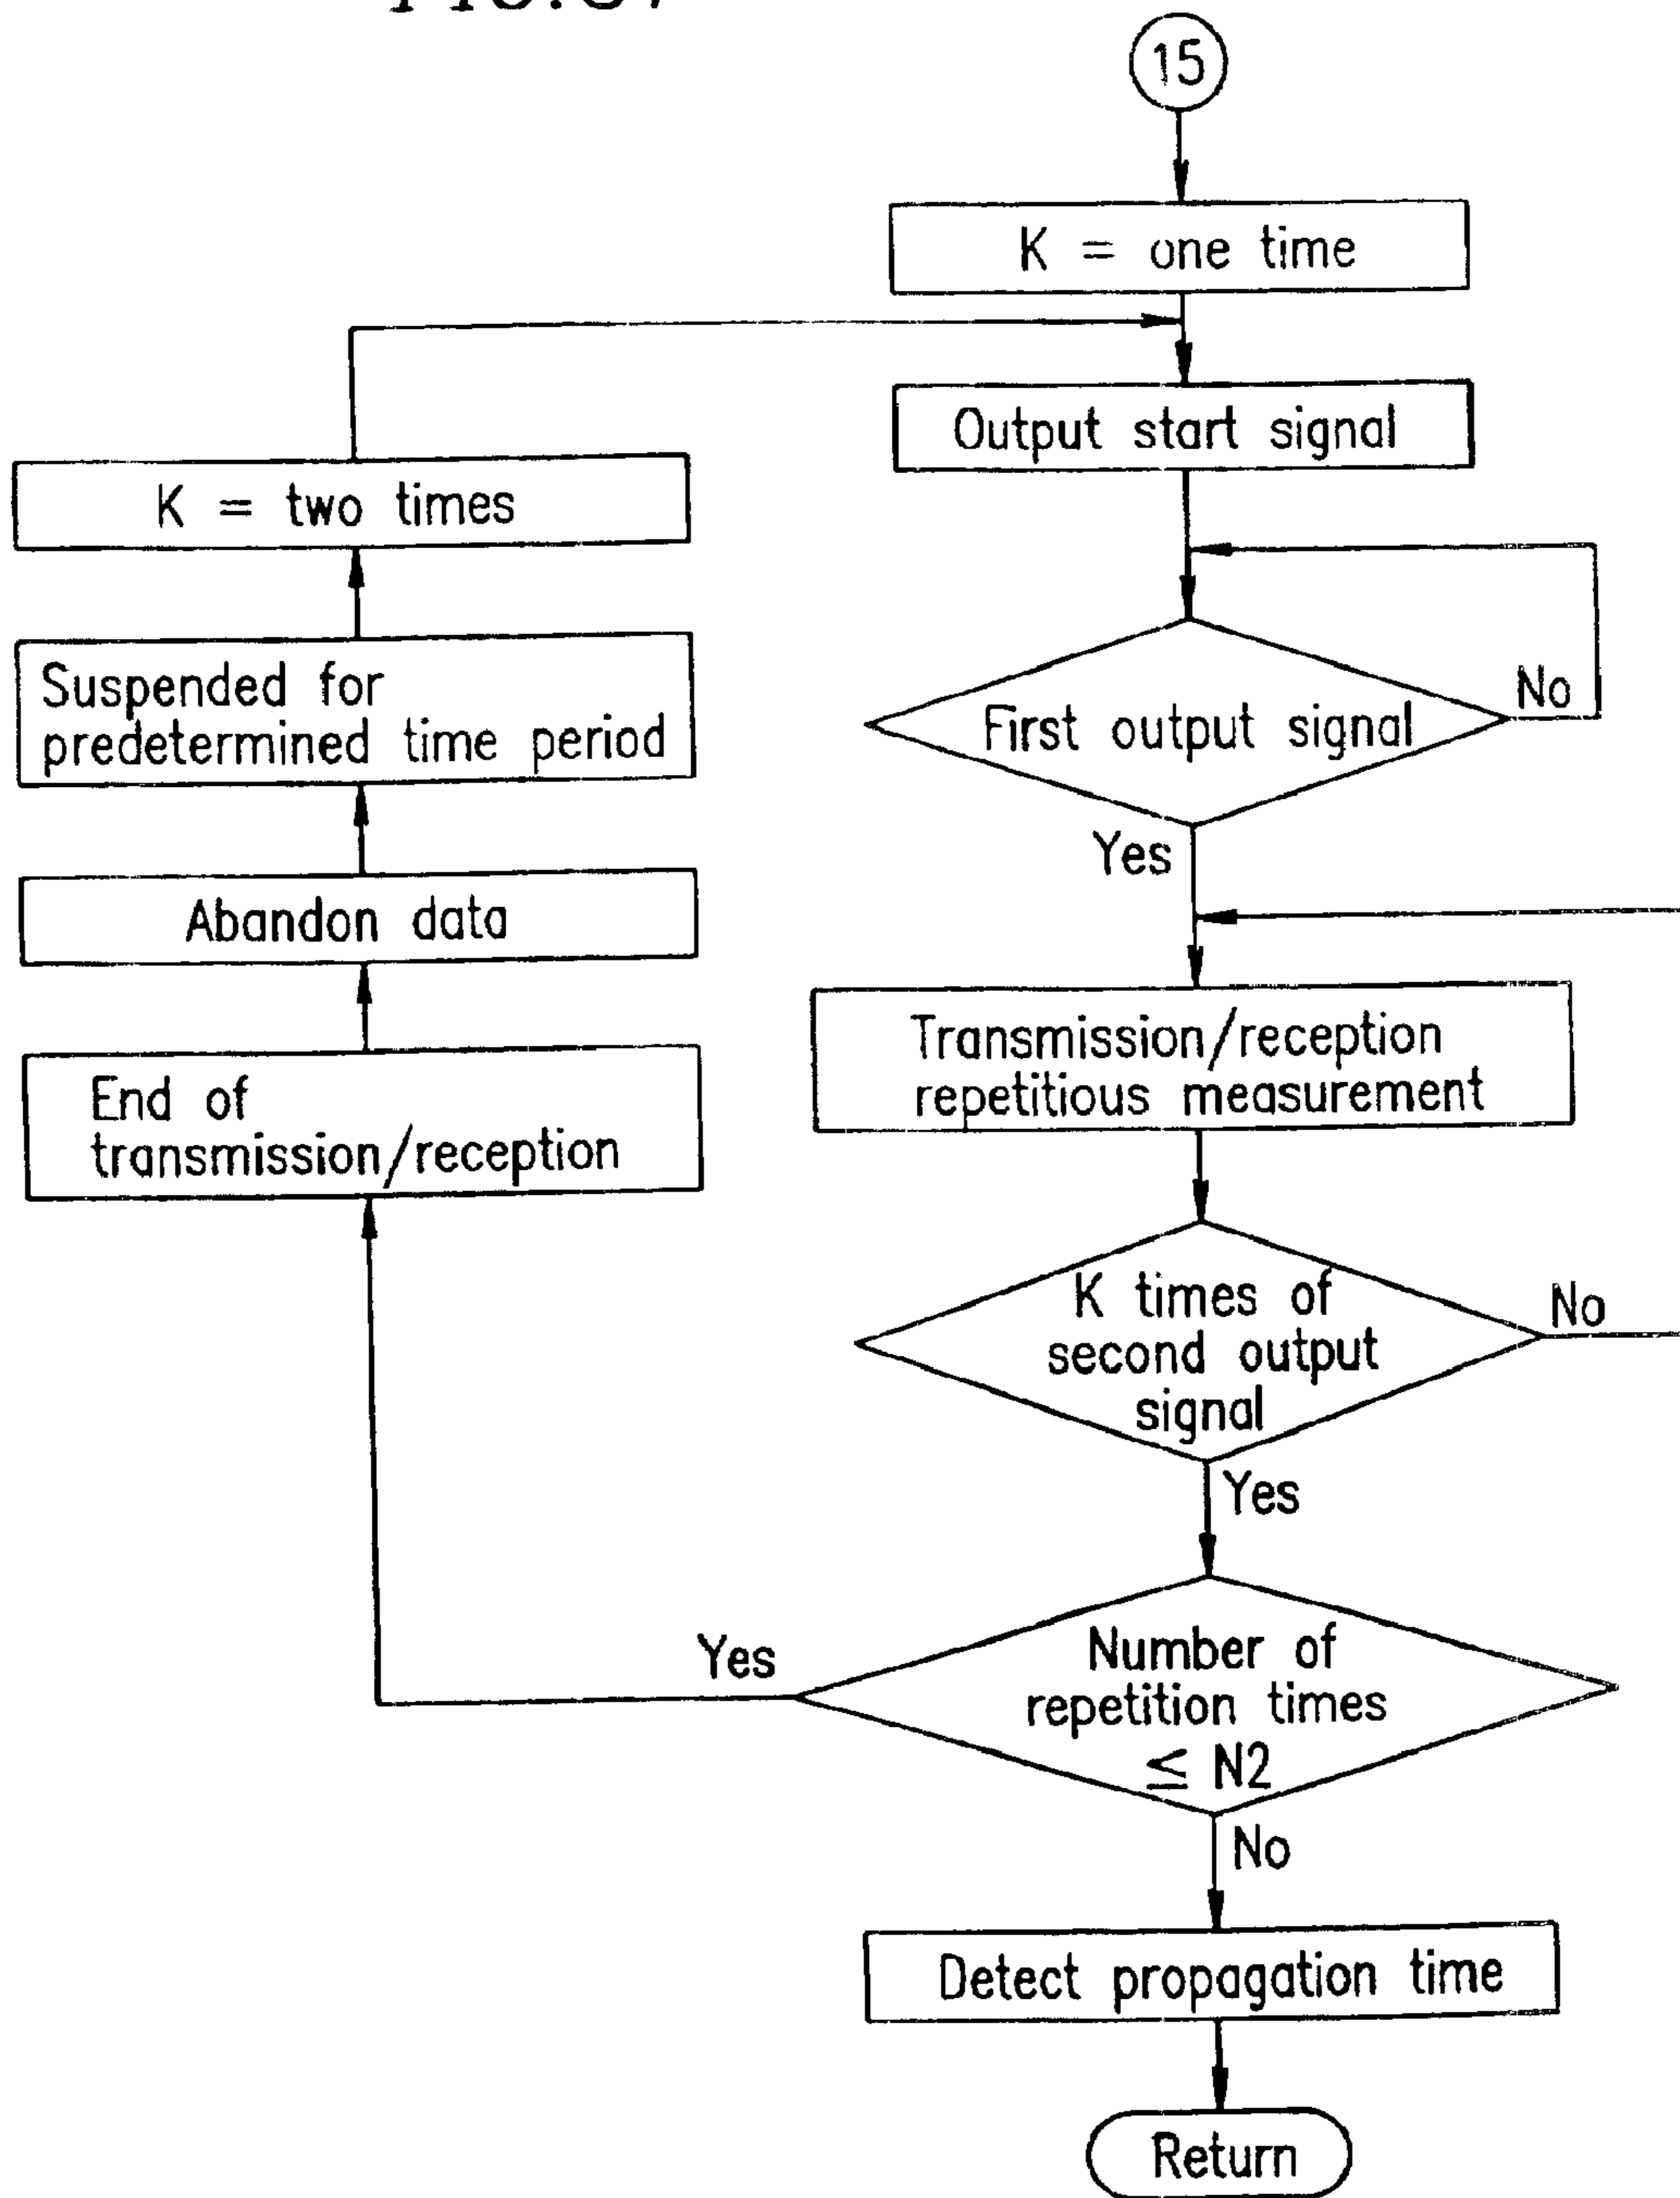 15
K = one time
Output start signal
First output signal
No
Yes
Transmission/reception
repetitious measurement
K times of
second output
signal
No
Yes
Number of
repetition times
≤ N2
Yes
No
Detect propagation time
Return
End of
transmission/reception
Abandon data
Suspended for
predetermined time period
K = two times